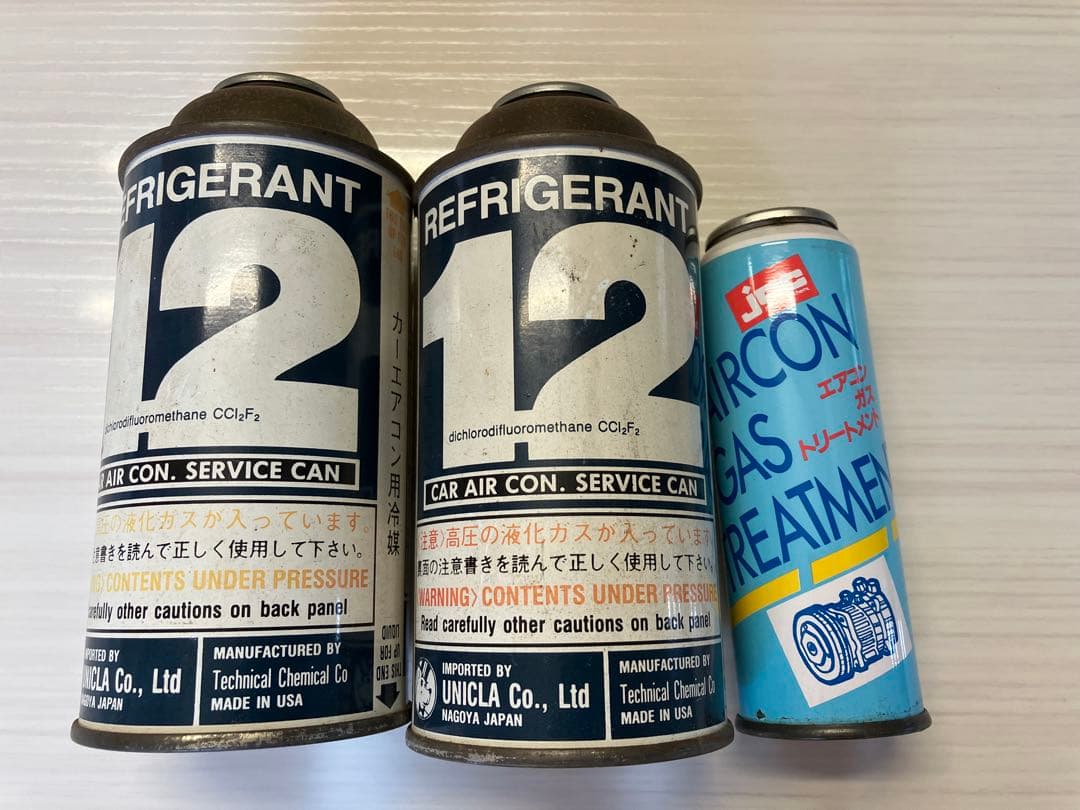 EFRIGERANT
12
dichlorodifluoromethane CCl₂F₂
AIR CON. SERVICE CAN
高圧の液化ガスが入っています。
意書きを読んで正しく使用して下さい。
CONTENTS UNDER PRESSURE
carefully other cautions on back panel
IMPORTED BY
UNICLA Co., Ltd
NAGOYA JAPAN
MANUFACTURED BY
Technical Chemical Co
MADE IN USA
カーエアコン用冷媒
THIS END
UP FOR
LIQUID
REFRIGERANT
12
dichlorodifluoromethane CCl₂F₂
CAR AIR CON. SERVICE CAN
注意〉高圧の液化ガスが入っています
裏面の注意書きを読んで正しく使用して下さい。
WARNING〉CONTENTS UNDER PRESSURE
Read carefully other cautions on back panel
IMPORTED BY
UNICLA Co., Ltd
NAGOYA JAPAN
MANUFACTURED BY
Technical Chemical Co
MADE IN USA
AIRCON
GAS
TREATMEN
エアコン
ガス
トリートメント